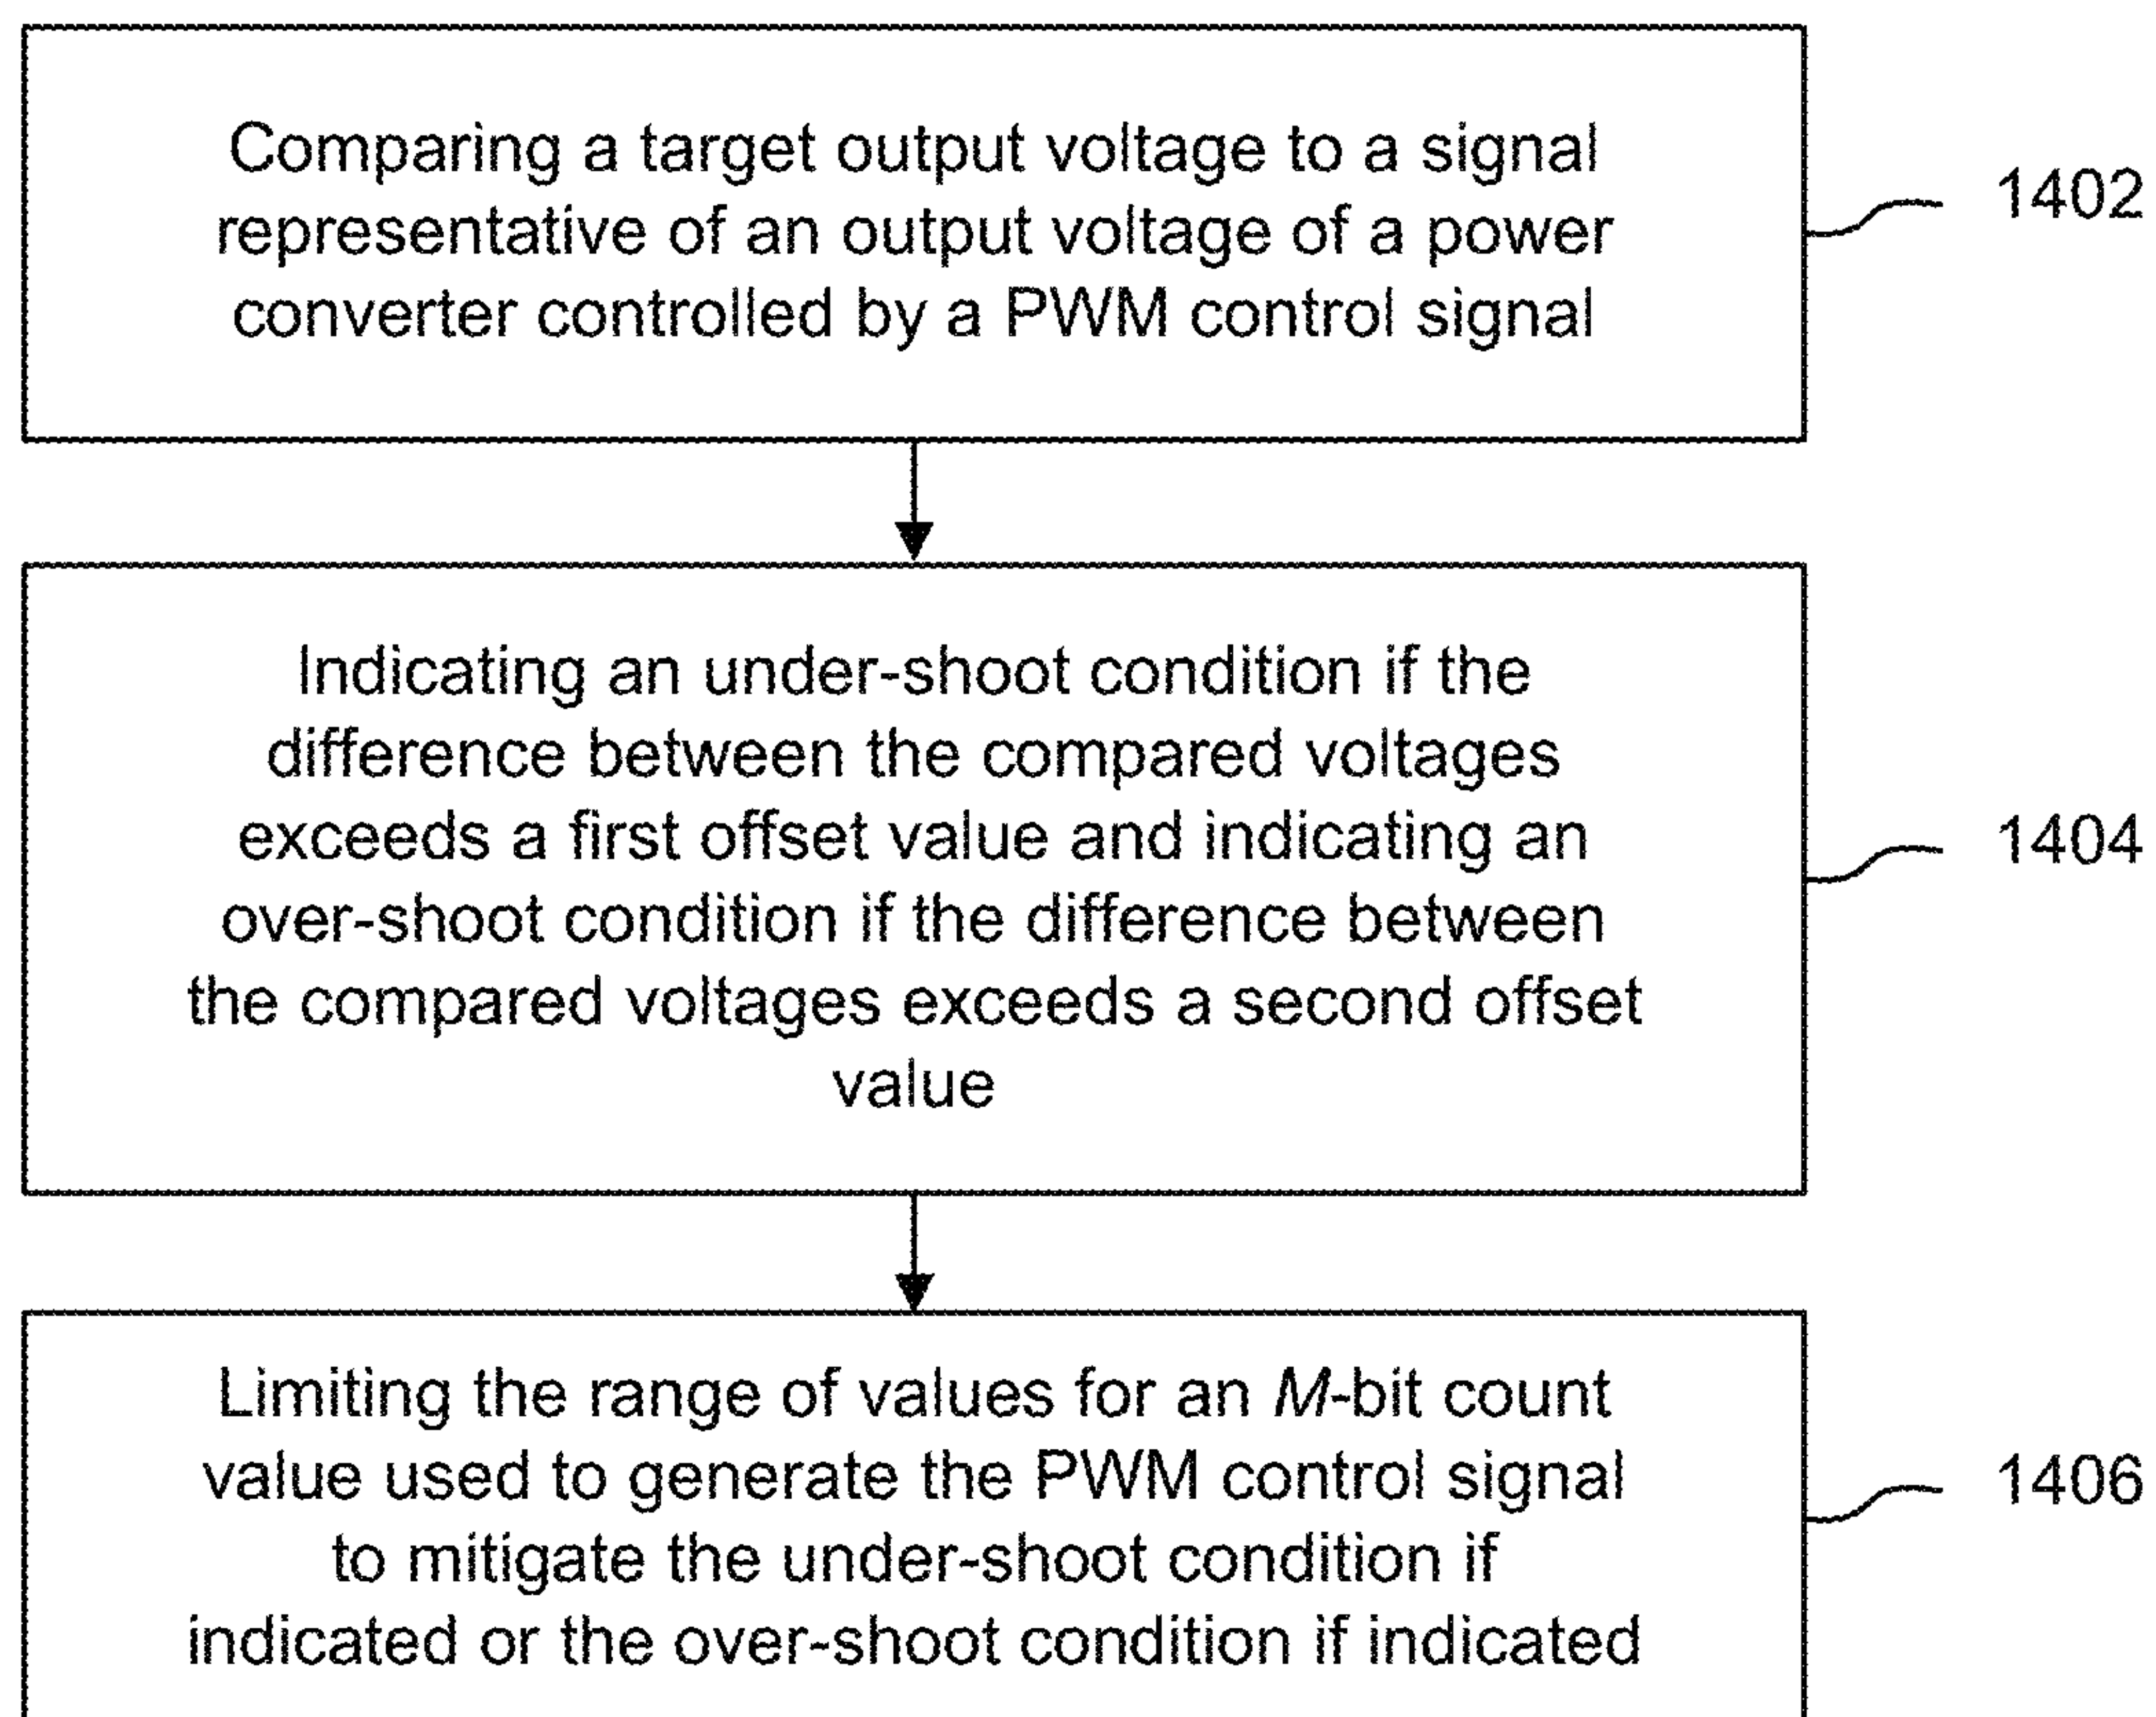 Comparing a target output voltage to a signal
representative of an output voltage of a power
converter controlled by a PWM control signal
1402
Indicating an under-shoot condition if the
difference between the compared voltages
exceeds a first offset value and indicating an
over-shoot condition if the difference between
the compared voltages exceeds a second offset
value
1404
Limiting the range of values for an M-bit count
value used to generate the PWM control signal
to mitigate the under-shoot condition if
indicated or the over-shoot condition if indicated
1406